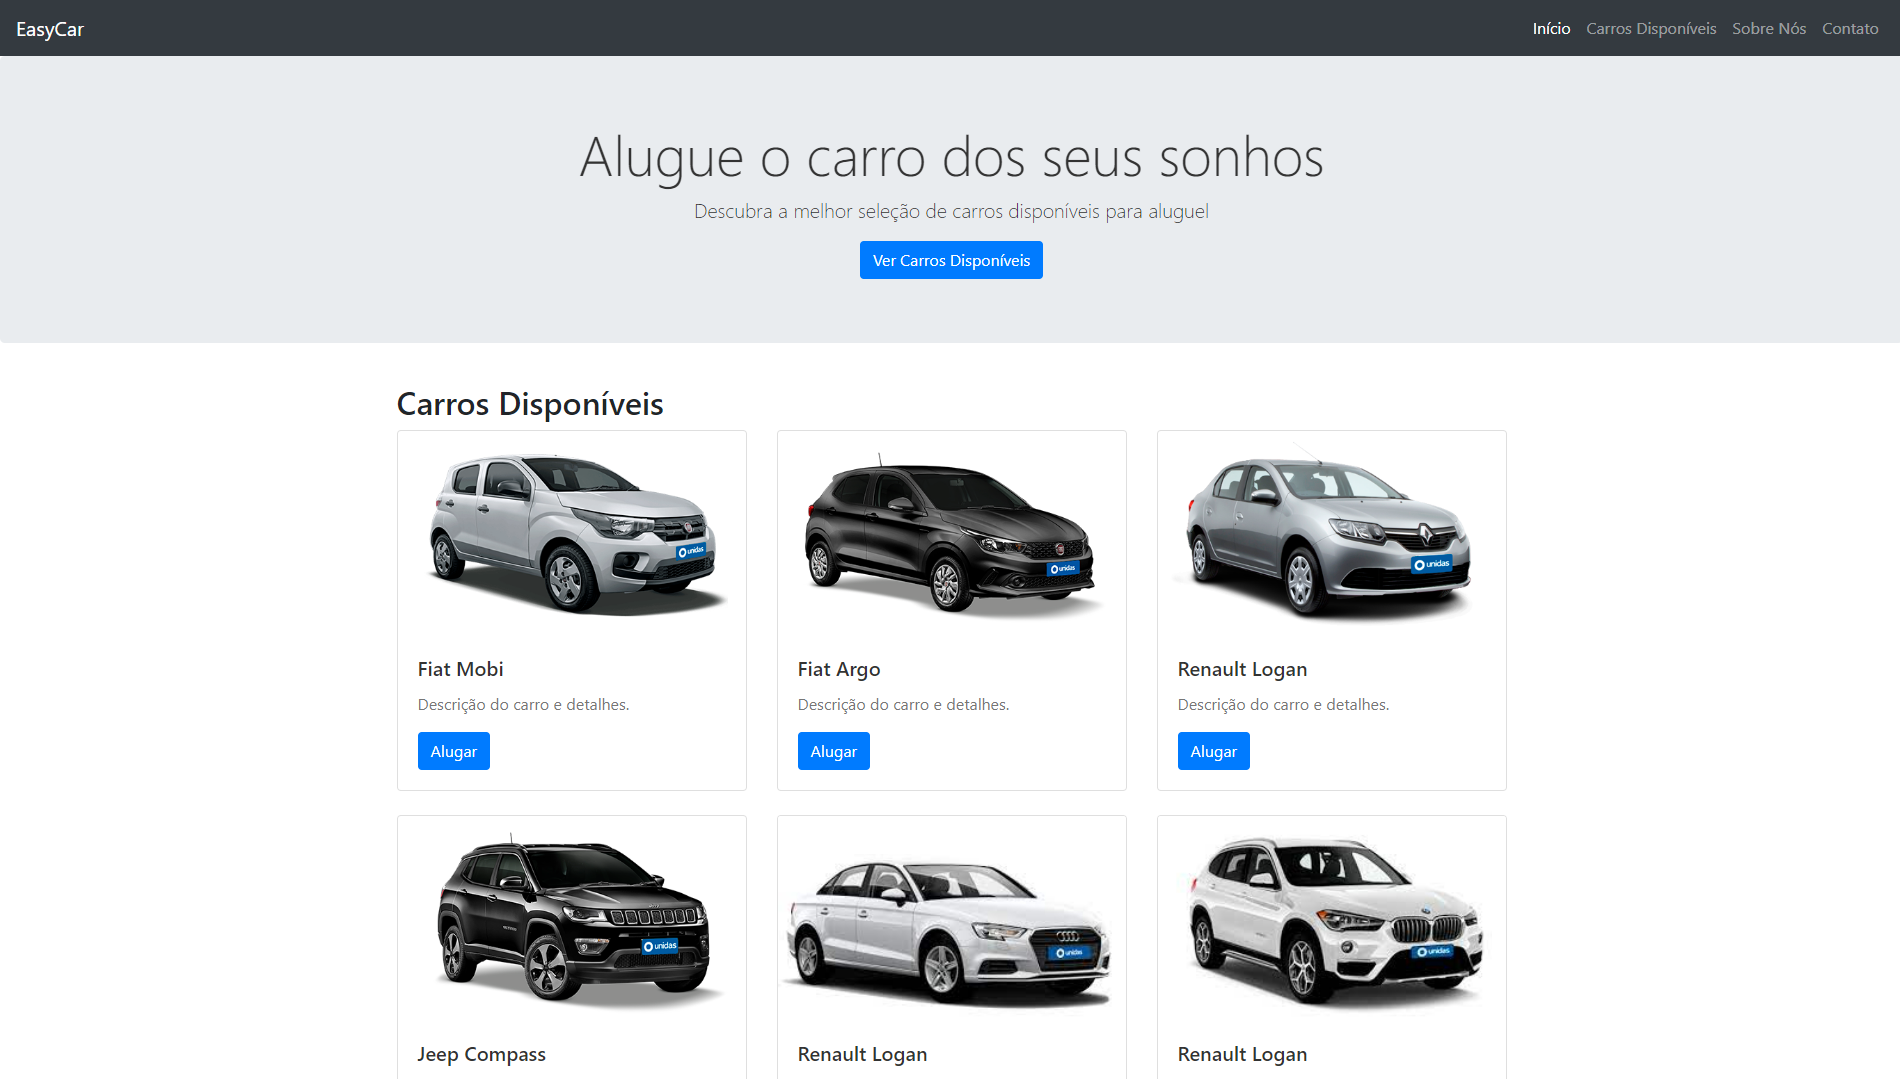 EasyCar
Início Carros Disponíveis Sobre Nós Contato
Alugue o carro dos seus sonhos
Descubra a melhor seleção de carros disponíveis para aluguel
Ver Carros Disponíveis
Carros Disponíveis
unidas
unidas
unidas
Fiat Mobi
Descrição do carro e detalhes.
Alugar
Fiat Argo
Descrição do carro e detalhes.
Alugar
Renault Logan
Descrição do carro e detalhes.
Alugar
unidas
unidas
unidas
Jeep Compass
Renault Logan
Renault Logan